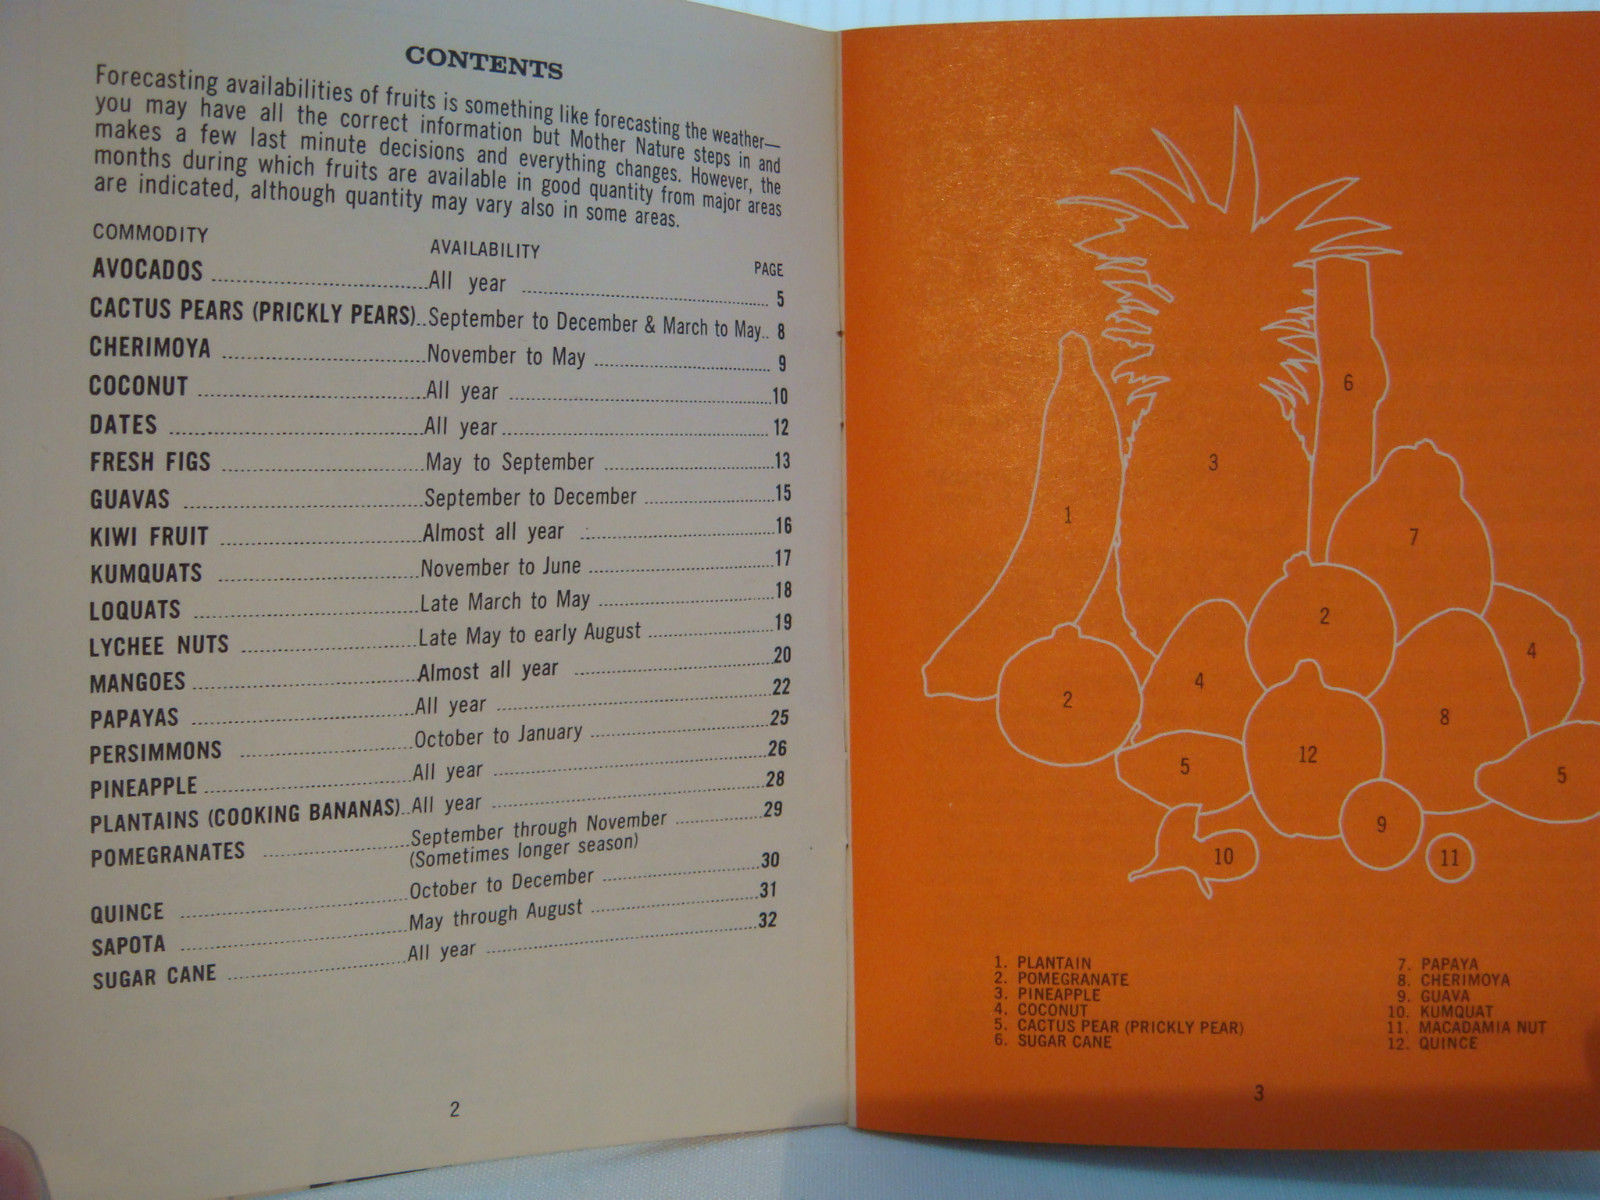 CONTENTS
Forecasting availabilities of fruits is something like forecasting the weather—
you may have all the correct information but Mother Nature steps in and
makes a few last minute decisions and everything changes. However, the
months during which fruits are available in good quantity from major areas
are indicated, although quantity may vary also in some areas.
COMMODITY AVAILABILITY PAGE
AVOCADOS All year 5
CACTUS PEARS (PRICKLY PEARS) September to December & March to May 8
CHERIMOYA November to May 9
COCONUT All year 10
DATES All year 12
FRESH FIGS May to September 13
GUAVAS September to December 15
KIWI FRUIT Almost all year 16
KUMQUATS November to June 17
LOQUATS Late March to May 18
LYCHEE NUTS Late May to early August 19
MANGOES Almost all year 20
PAPAYAS All year 22
PERSIMMONS October to January 25
PINEAPPLE All year 26
PLANTAINS (COOKING BANANAS) All year 28
POMEGRANATES September through November 29
(Sometimes longer season)
QUINCE October to December 30
SAPOTA May through August 31
SUGAR CANE All year 32
2
1
3
6
7
2
2
4
4
8
12
5
5
9
10
11
1. PLANTAIN
2. POMEGRANATE
3. PINEAPPLE
4. COCONUT
5. CACTUS PEAR (PRICKLY PEAR)
6. SUGAR CANE
7. PAPAYA
8. CHERIMOYA
9. GUAVA
10. KUMQUAT
11. MACADAMIA NUT
12. QUINCE
3